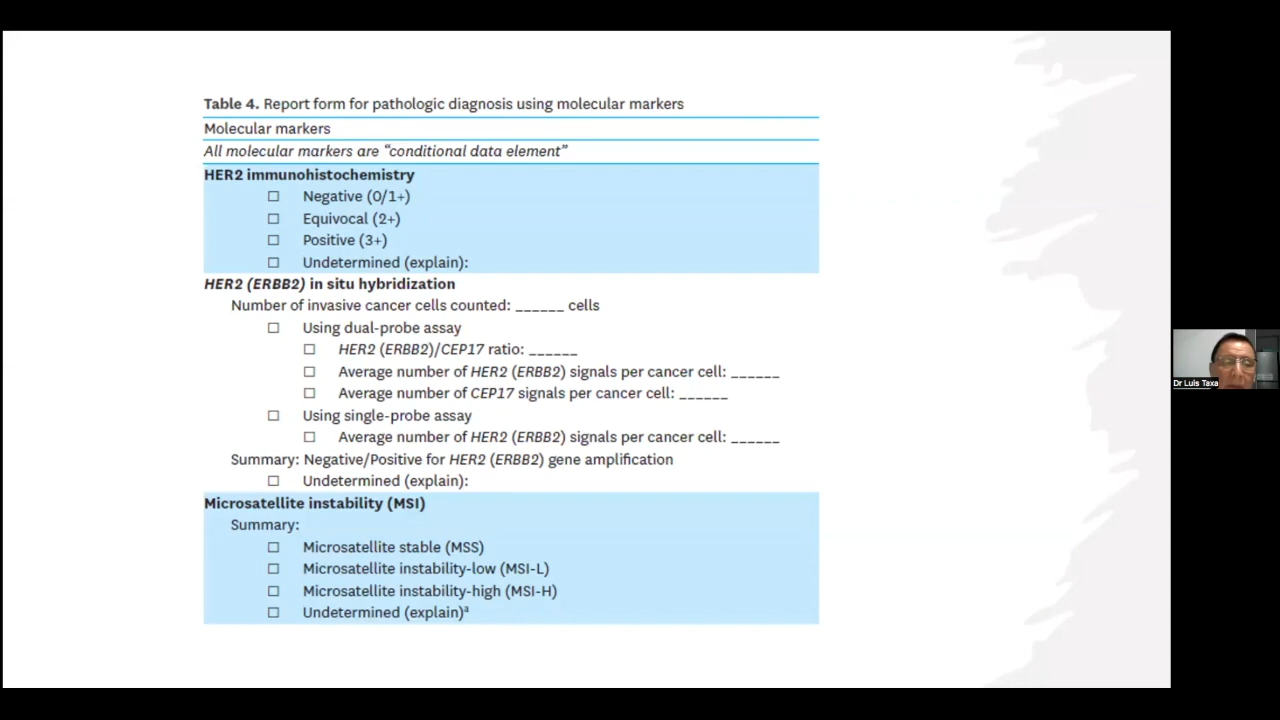 Table 4. Report form for pathologic diagnosis using molecular markers
Molecular markers
All molecular markers are “conditional data element”
HER2 immunohistochemistry
☐ Negative (0/1+)
☐ Equivocal (2+)
☐ Positive (3+)
☐ Undetermined (explain):
HER2 (ERBB2) in situ hybridization
Number of invasive cancer cells counted: ______ cells
☐ Using dual-probe assay
☐ HER2 (ERBB2)/CEP17 ratio: ______
☐ Average number of HER2 (ERBB2) signals per cancer cell: ______
☐ Average number of CEP17 signals per cancer cell: ______
☐ Using single-probe assay
☐ Average number of HER2 (ERBB2) signals per cancer cell: ______
Summary: Negative/Positive for HER2 (ERBB2) gene amplification
☐ Undetermined (explain):
Microsatellite instability (MSI)
Summary:
☐ Microsatellite stable (MSS)
☐ Microsatellite instability-low (MSI-L)
☐ Microsatellite instability-high (MSI-H)
☐ Undetermined (explain)ᵃ
Dr Luis Taxa